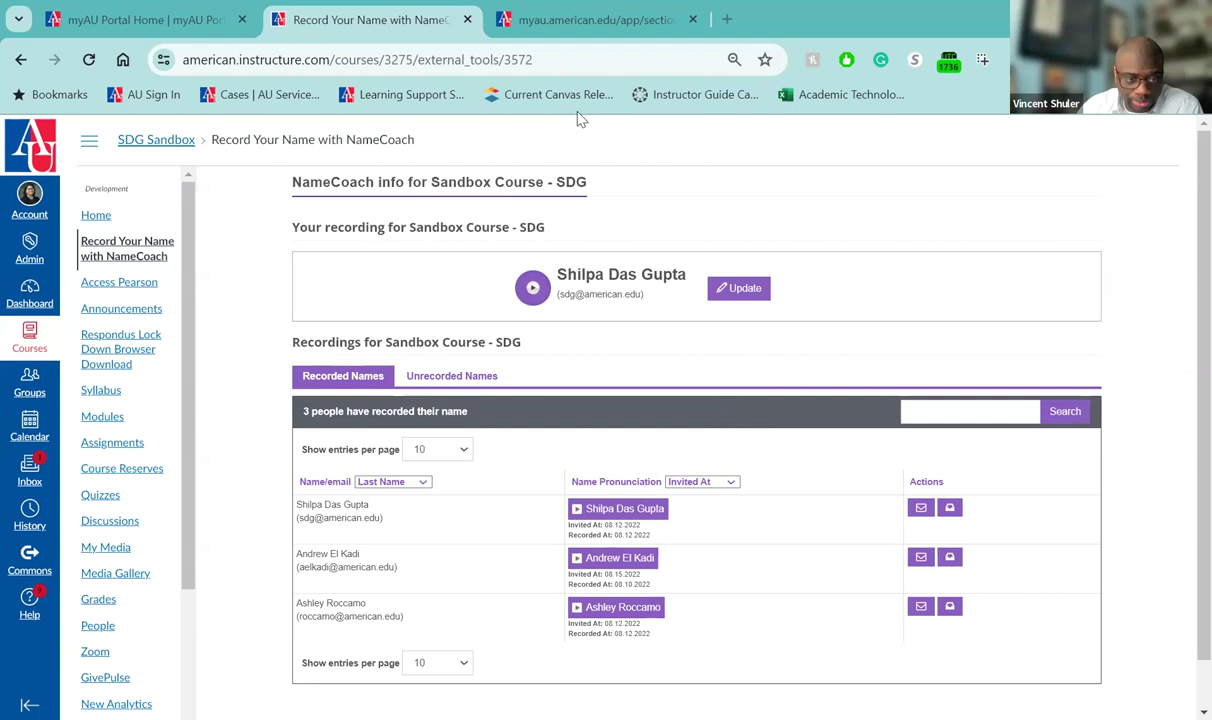 myAU Portal Home | myAU Por
Record Your Name with NameC
myau.american.edu/app/sectio
american.instructure.com/courses/3275/external_tools/3572
1736
Bookmarks
AU Sign In
Cases | AU Service...
Learning Support S...
Current Canvas Rele...
Instructor Guide Ca...
Academic Technolo...
Vincent Shuler
SDG Sandbox > Record Your Name with NameCoach
Account
Admin
Dashboard
Courses
Groups
Calendar
Inbox
History
Commons
Help
Development
Home
Record Your Name
with NameCoach
Access Pearson
Announcements
Respondus Lock
Down Browser
Download
Syllabus
Modules
Assignments
Course Reserves
Quizzes
Discussions
My Media
Media Gallery
Grades
People
Zoom
GivePulse
New Analytics
NameCoach info for Sandbox Course - SDG
Your recording for Sandbox Course - SDG
Shilpa Das Gupta
(sdg@american.edu)
Update
Recordings for Sandbox Course - SDG
Recorded Names
Unrecorded Names
3 people have recorded their name
Search
Show entries per page 10
Name/email Last Name
Name Pronunciation Invited At
Actions
Shilpa Das Gupta
(sdg@american.edu)
Shilpa Das Gupta
Invited At: 08.12.2022
Recorded At: 08.12.2022
Andrew El Kadi
(aelkadi@american.edu)
Andrew El Kadi
Invited At: 08.15.2022
Recorded At: 08.10.2022
Ashley Roccamo
(roccamo@american.edu)
Ashley Roccamo
Invited At: 08.12.2022
Recorded At: 08.12.2022
Show entries per page 10